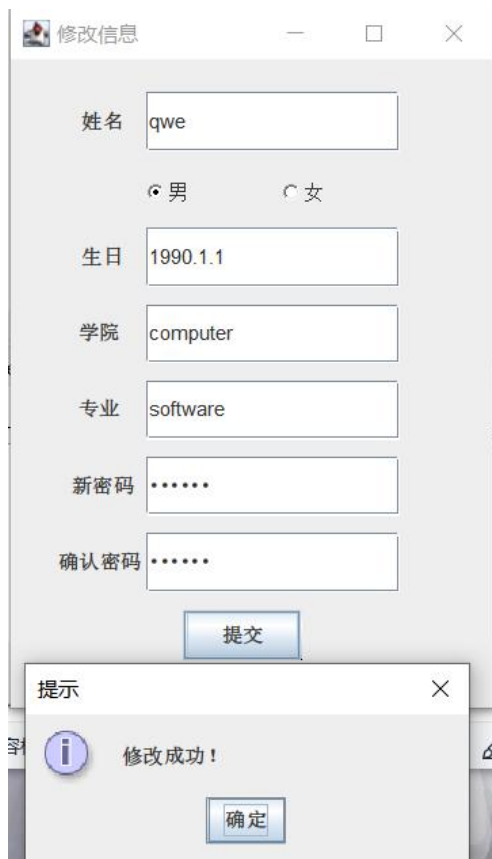 修改信息
姓名 qwe
男 女
生日 1990.1.1
学院 computer
专业 software
新密码 ••••••
确认密码 ••••••
提交
提示
修改成功！
确定